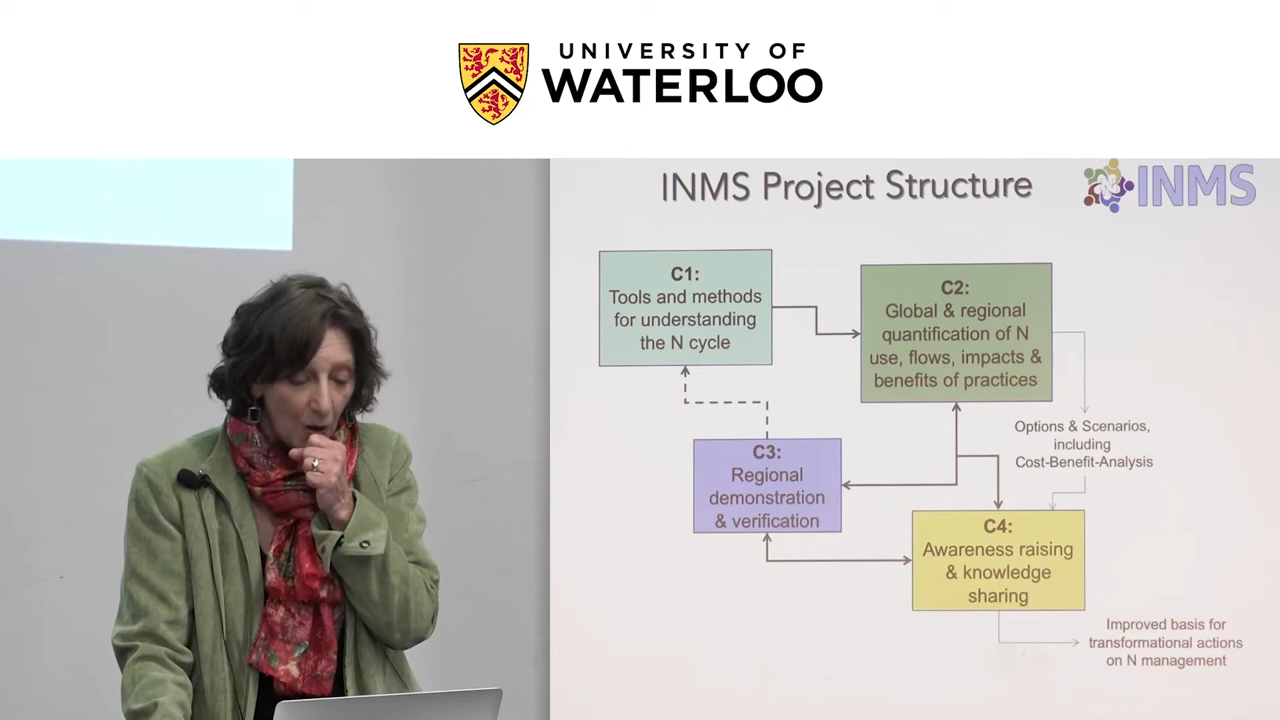 UNIVERSITY OF
WATERLOO
INMS Project Structure
INMS
C1:
Tools and methods
for understanding
the N cycle
C2:
Global & regional
quantification of N
use, flows, impacts &
benefits of practices
Options & Scenarios,
including
Cost-Benefit-Analysis
C3:
Regional
demonstration
& verification
C4:
Awareness raising
& knowledge
sharing
Improved basis for
transformational actions
on N management